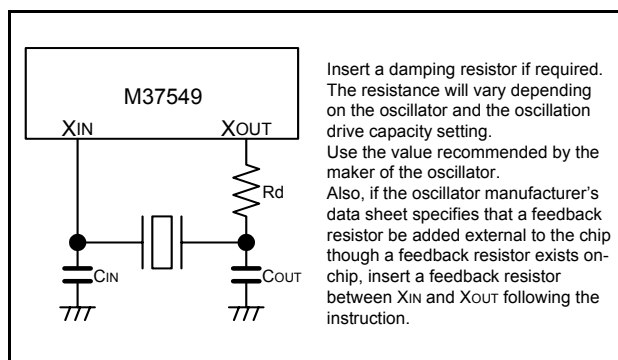 M37549
XIN
XOUT
Rd
CIN
COUT
Insert a damping resistor if required.
The resistance will vary depending
on the oscillator and the oscillation
drive capacity setting.
Use the value recommended by the
maker of the oscillator.
Also, if the oscillator manufacturer’s
data sheet specifies that a feedback
resistor be added external to the chip
though a feedback resistor exists on-
chip, insert a feedback resistor
between XIN and XOUT following the
instruction.